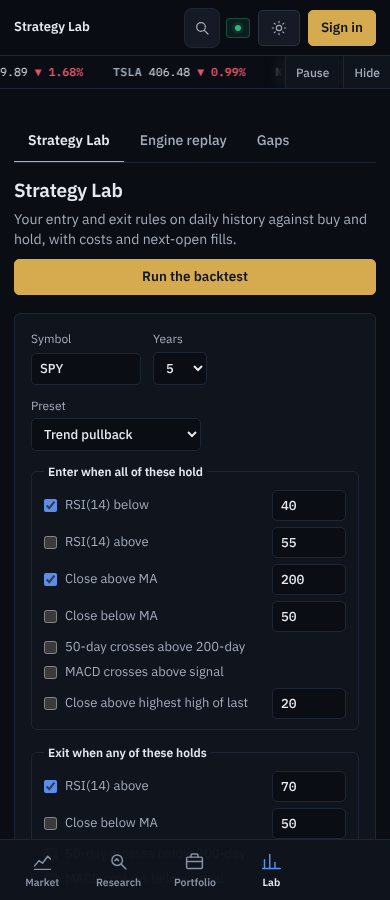 Strategy Lab
Sign in
9.89 ▼ 1.68% TSLA 406.48 ▼ 0.99%
Pause
Hide
Strategy Lab
Engine replay
Gaps
Strategy Lab
Your entry and exit rules on daily history against buy and
hold, with costs and next-open fills.
Run the backtest
Symbol
Years
SPY
5
Preset
Trend pullback
Enter when all of these hold
RSI(14) below 40
RSI(14) above 55
Close above MA 200
Close below MA 50
50-day crosses above 200-day
MACD crosses above signal
Close above highest high of last 20
Exit when any of these holds
RSI(14) above 70
Close below MA 50
Market
Research
Portfolio
Lab